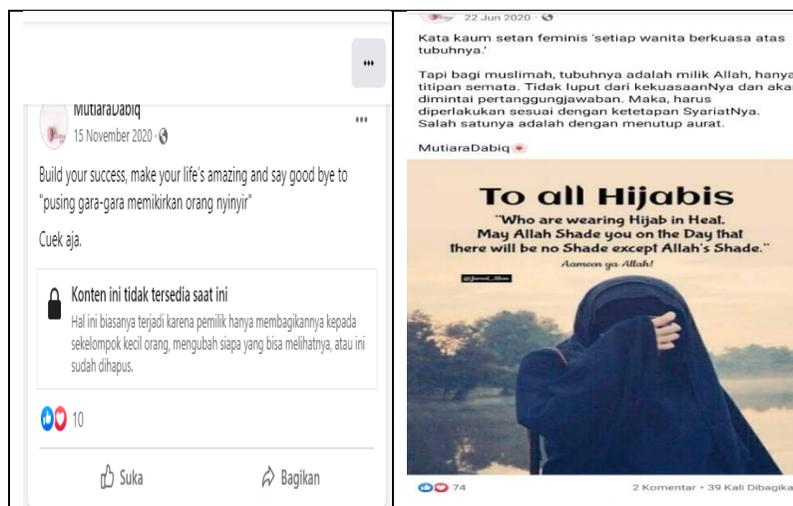 MutiaraDabiq
15 November 2020 ·
Build your success, make your life's amazing and say good bye to
"pusing gara-gara memikirkan orang nyinyir"
Cuek aja.
Konten ini tidak tersedia saat ini
Hal ini biasanya terjadi karena pemilik hanya membagikannya kepada
sekelompok kecil orang, mengubah siapa yang bisa melihatnya, atau ini
sudah dihapus.
10
Suka
Bagikan
22 Jun 2020 ·
Kata kaum setan feminis 'setiap wanita berkuasa atas
tubuhnya.'
Tapi bagi muslimah, tubuhnya adalah milik Allah, hanya
titipan semata. Tidak luput dari kekuasaanNya dan aka
dimintai pertanggungjawaban. Maka, harus
diperlakukan sesuai dengan ketetapan SyariatNya.
Salah satunya adalah dengan menutup aurat.
MutiaraDabiq
To all Hijabis
"Who are wearing Hijab in Heat.
May Allah Shade you on the Day that
there will be no Shade except Allah's Shade."
Aameen ya Allah!
74
2 Komentar • 39 Kali Dibagika